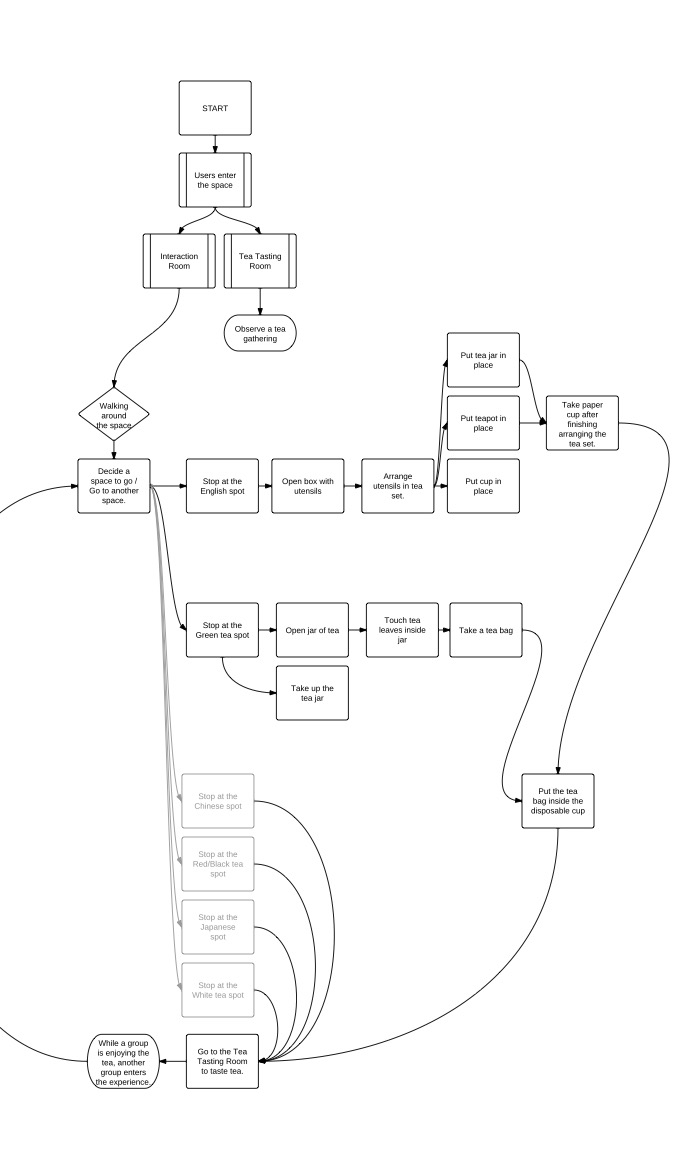 START
Users enter
the space
Interaction
Room
Tea Tasting
Room
Observe a tea
gathering
Walking
around
the space
Decide a
space to go /
Go to another
space.
Stop at the
English spot
Open box with
utensils
Arrange
utensils in tea
set.
Put tea jar in
place
Put teapot in
place
Put cup in
place
Take paper
cup after
finishing
arranging the
tea set.
Stop at the
Green tea spot
Open jar of tea
Touch tea
leaves inside
jar
Take a tea bag
Take up the
tea jar
Stop at the
Chinese spot
Put the tea
bag inside the
disposable cup
Stop at the
Red/Black tea
spot
Stop at the
Japanese
spot
Stop at the
White tea spot
While a group
is enjoying the
tea, another
group enters
the experience.
Go to the Tea
Tasting Room
to taste tea.